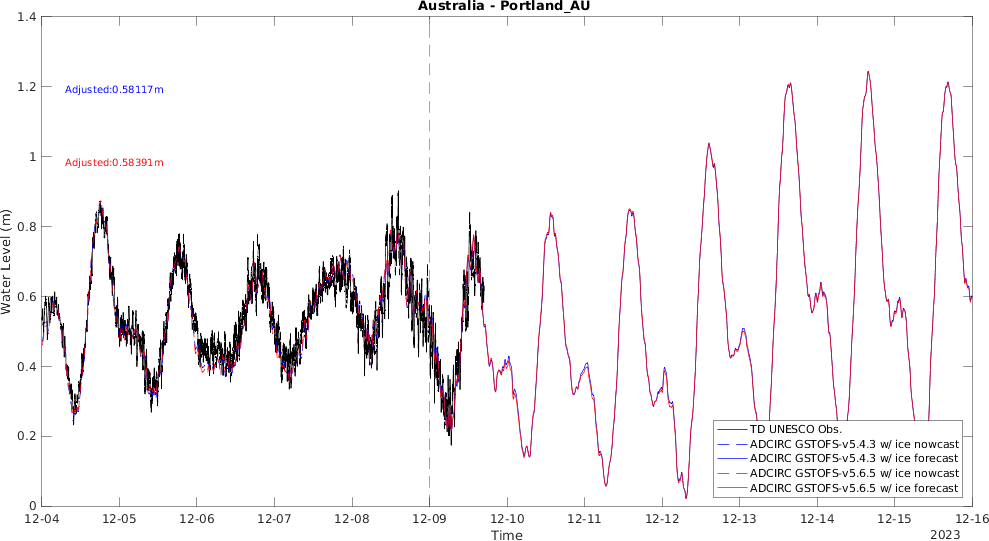 Australia - Portland_AU
1.4
1.2
1
0.8
0.6
0.4
0.2
0
Water Level (m)
Adjusted:0.58117m
Adjusted:0.58391m
TD UNESCO Obs.
ADCIRC GSTOFS-v5.4.3 w/ ice nowcast
ADCIRC GSTOFS-v5.4.3 w/ ice forecast
ADCIRC GSTOFS-v5.6.5 w/ ice nowcast
ADCIRC GSTOFS-v5.6.5 w/ ice forecast
12-04 12-05 12-06 12-07 12-08 12-09 12-10 12-11 12-12 12-13 12-14 12-15 12-16
Time
2023